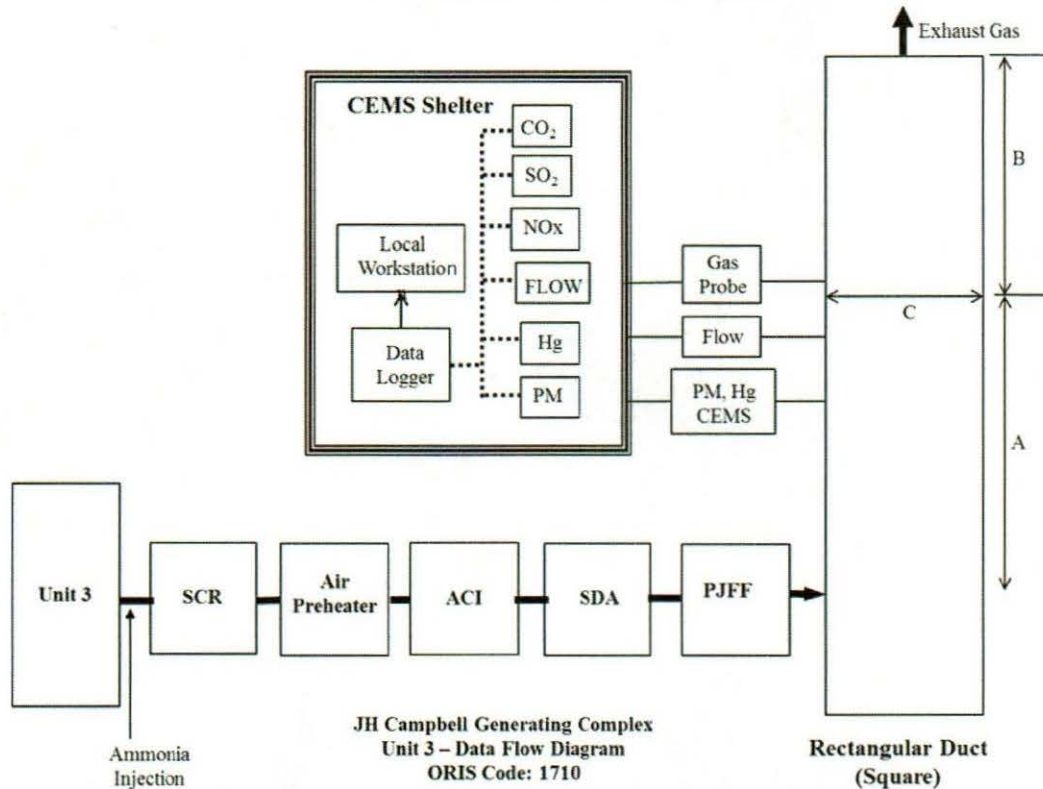 Exhaust Gas
CEMS Shelter
CO₂
SO₂
NOx
FLOW
Hg
PM
Local
Workstation
Data
Logger
Gas
Probe
Flow
PM, Hg
CEMS
B
C
A
Unit 3
SCR
Air
Preheater
ACI
SDA
PJFF
Ammonia
Injection
JH Campbell Generating Complex
Unit 3 – Data Flow Diagram
ORIS Code: 1710
Rectangular Duct
(Square)